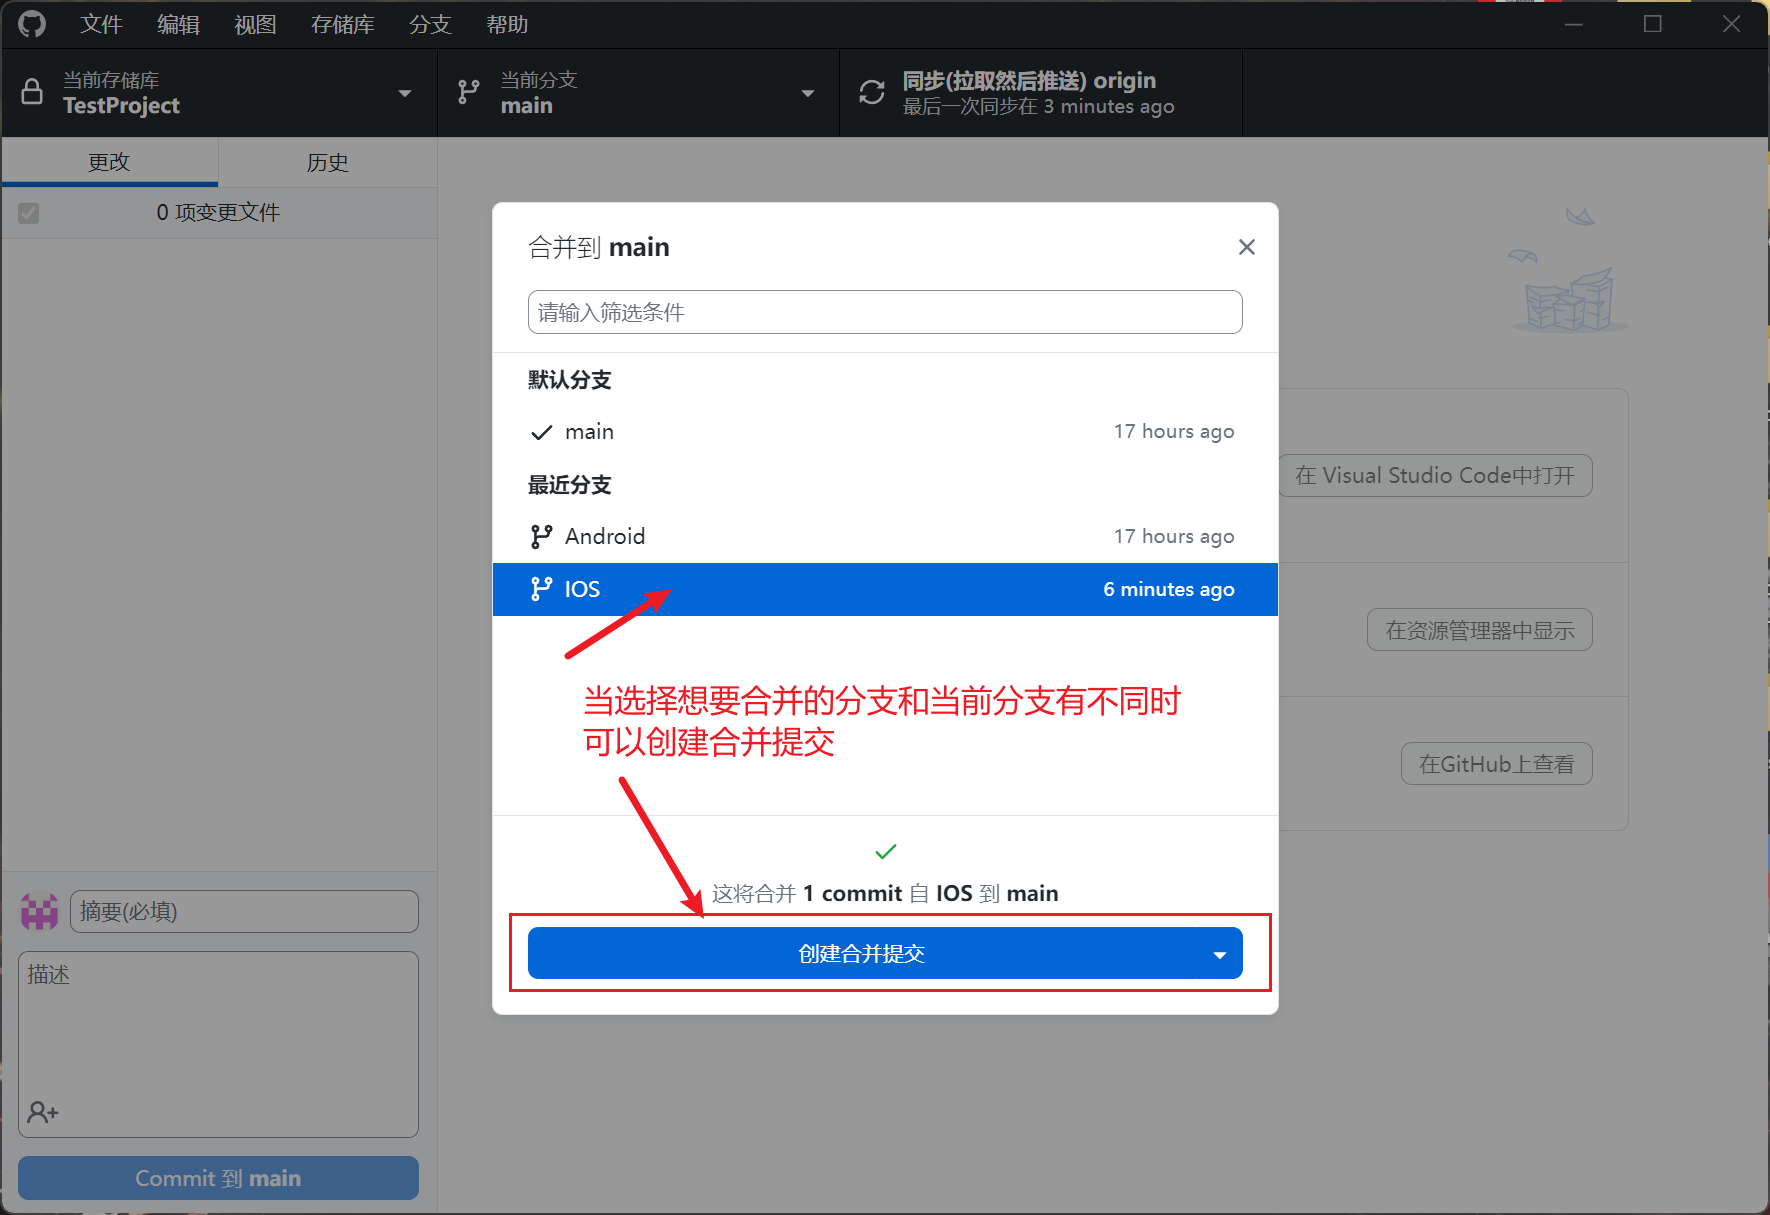 文件 编辑 视图 存储库 分支 帮助
当前存储库
TestProject
当前分支
main
同步(拉取然后推送) origin
最后一次同步在 3 minutes ago
更改 历史
0 项变更文件
合并到 main
请输入筛选条件
默认分支
main 17 hours ago
最近分支
Android 17 hours ago
IOS 6 minutes ago
当选择想要合并的分支和当前分支有不同时
可以创建合并提交
这将合并 1 commit 自 IOS 到 main
创建合并提交
在 Visual Studio Code中打开
在资源管理器中显示
在GitHub上查看
摘要(必填)
描述
Commit 到 main